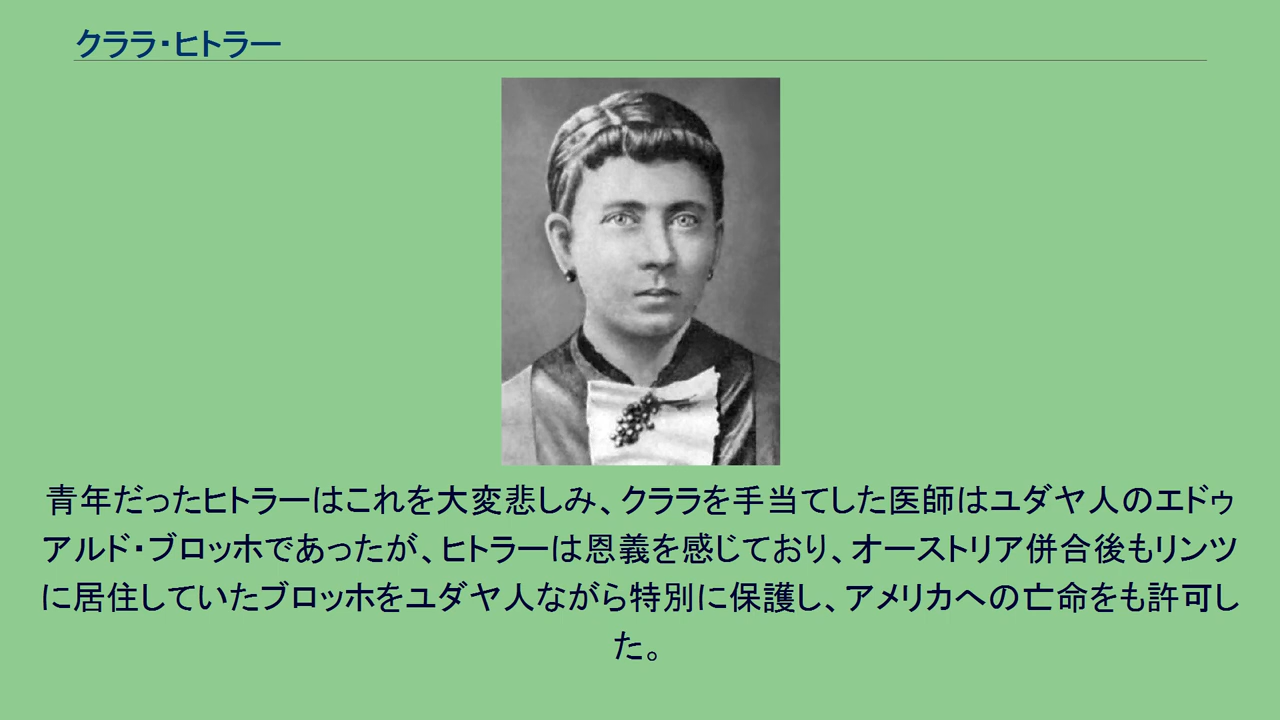 クララ・ヒトラー
青年だったヒトラーはこれを大変悲しみ、クララを手当てした医師はユダヤ人のエドゥ
アルド・ブロッホであったが、ヒトラーは恩義を感じており、オーストリア併合後もリンツ
に居住していたブロッホをユダヤ人ながら特別に保護し、アメリカへの亡命をも許可し
た。